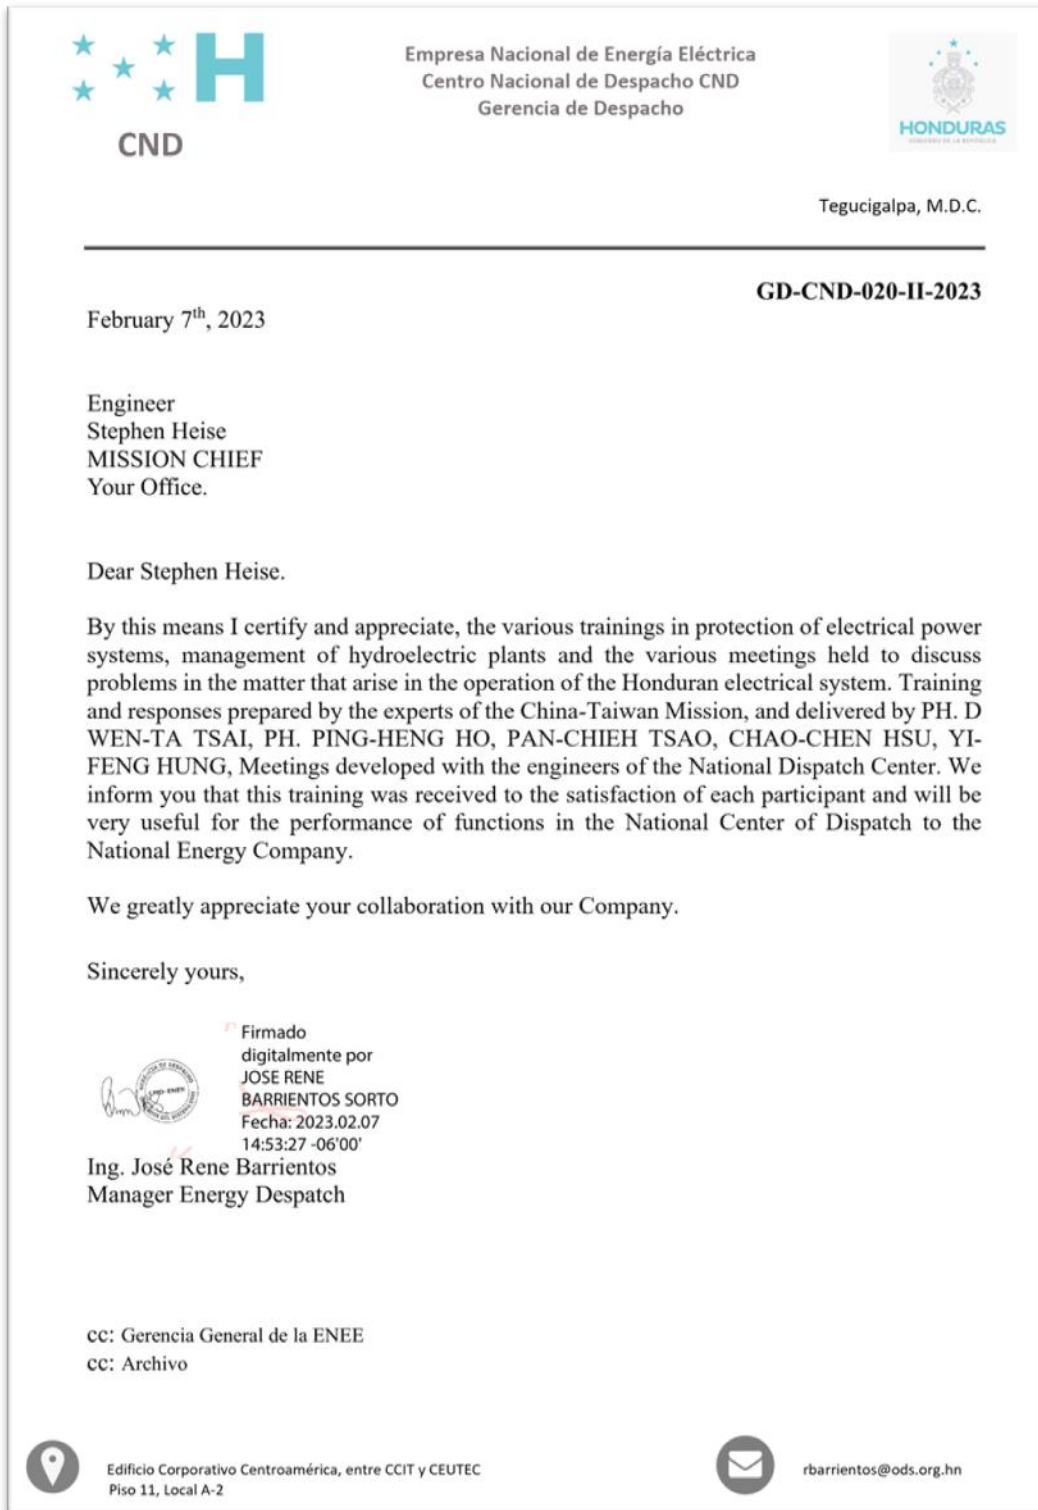 H
CND
Empresa Nacional de Energía Eléctrica
Centro Nacional de Despacho CND
Gerencia de Despacho
HONDURAS
GOBIERNO DE LA REPÚBLICA
Tegucigalpa, M.D.C.
GD-CND-020-II-2023
February 7th, 2023
Engineer
Stephen Heise
MISSION CHIEF
Your Office.
Dear Stephen Heise.
By this means I certify and appreciate, the various trainings in protection of electrical power
systems, management of hydroelectric plants and the various meetings held to discuss
problems in the matter that arise in the operation of the Honduran electrical system. Training
and responses prepared by the experts of the China-Taiwan Mission, and delivered by PH. D
WEN-TA TSAI, PH. PING-HENG HO, PAN-CHIEH TSAO, CHAO-CHEN HSU, YI-
FENG HUNG, Meetings developed with the engineers of the National Dispatch Center. We
inform you that this training was received to the satisfaction of each participant and will be
very useful for the performance of functions in the National Center of Dispatch to the
National Energy Company.
We greatly appreciate your collaboration with our Company.
Sincerely yours,
Firmado
digitalmente por
JOSE RENE
BARRIENTOS SORTO
Fecha: 2023.02.07
14:53:27 -06'00'
Ing. José Rene Barrientos
Manager Energy Despatch
cc: Gerencia General de la ENEE
cc: Archivo
Edificio Corporativo Centroamérica, entre CCIT y CEUTEC
Piso 11, Local A-2
rbarrientos@ods.org.hn